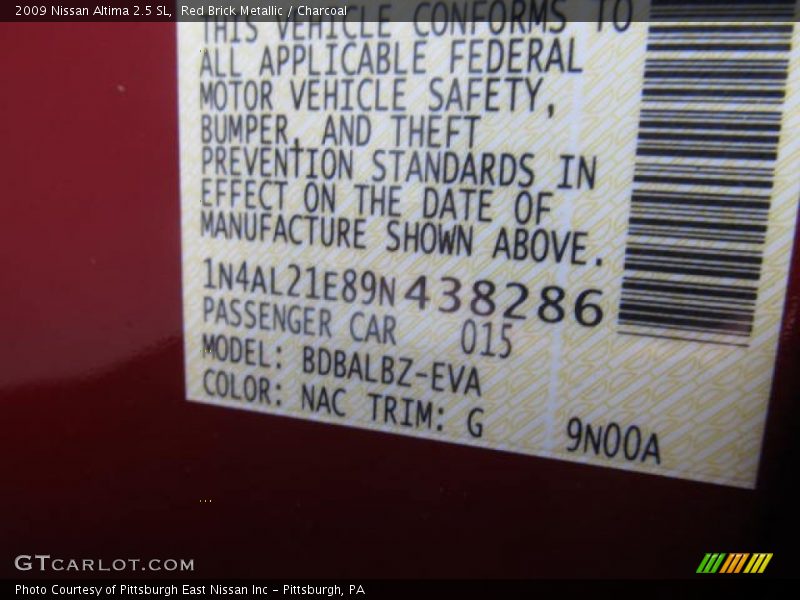 2009 Nissan Altima 2.5 SL, Red Brick Metallic / Charcoal
THIS VEHICLE CONFORMS TO
ALL APPLICABLE FEDERAL
MOTOR VEHICLE SAFETY,
BUMPER, AND THEFT
PREVENTION STANDARDS IN
EFFECT ON THE DATE OF
MANUFACTURE SHOWN ABOVE.
1N4AL21E89N438286
PASSENGER CAR 015
MODEL: BDBALBZ-EVA
COLOR: NAC TRIM: G
9N00A
GTCARLOT.COM
Photo Courtesy of Pittsburgh East Nissan Inc - Pittsburgh, PA